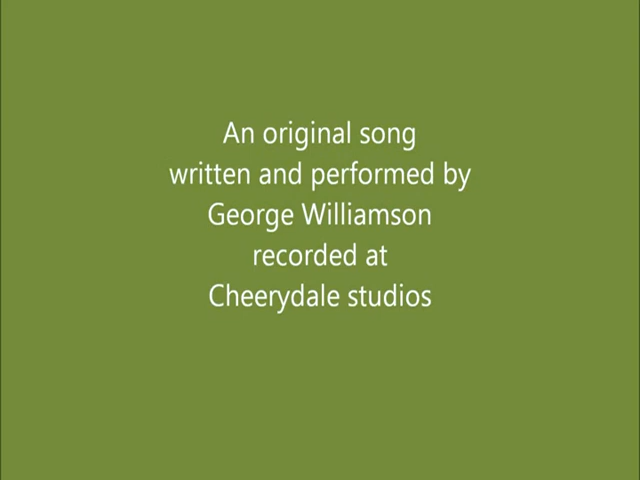 An original song
written and performed by
George Williamson
recorded at
Cheerydale studios